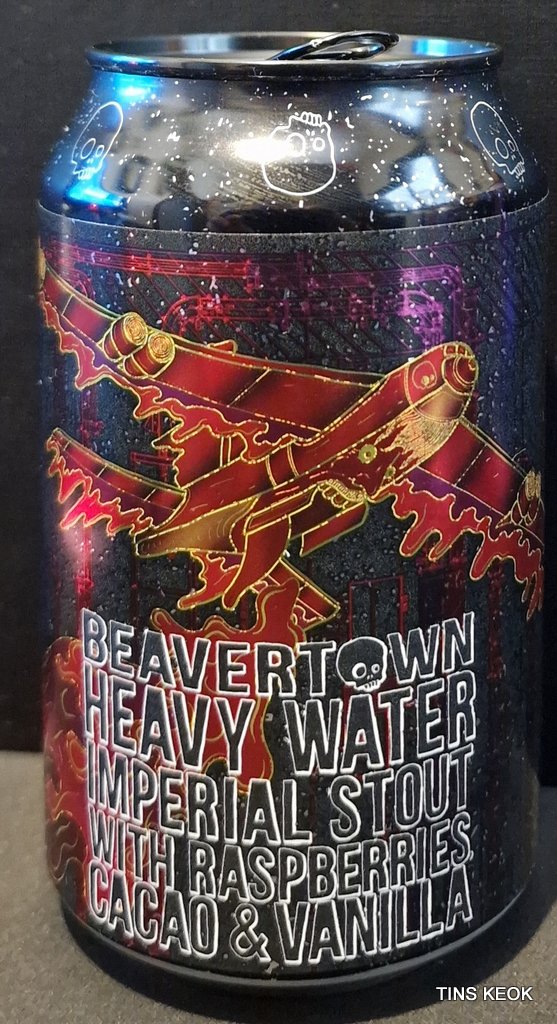 BEAVERTOWN
HEAVY WATER
IMPERIAL STOUT
WITH RASPBERRIES,
CACAO & VANILLA
TINS KEOK